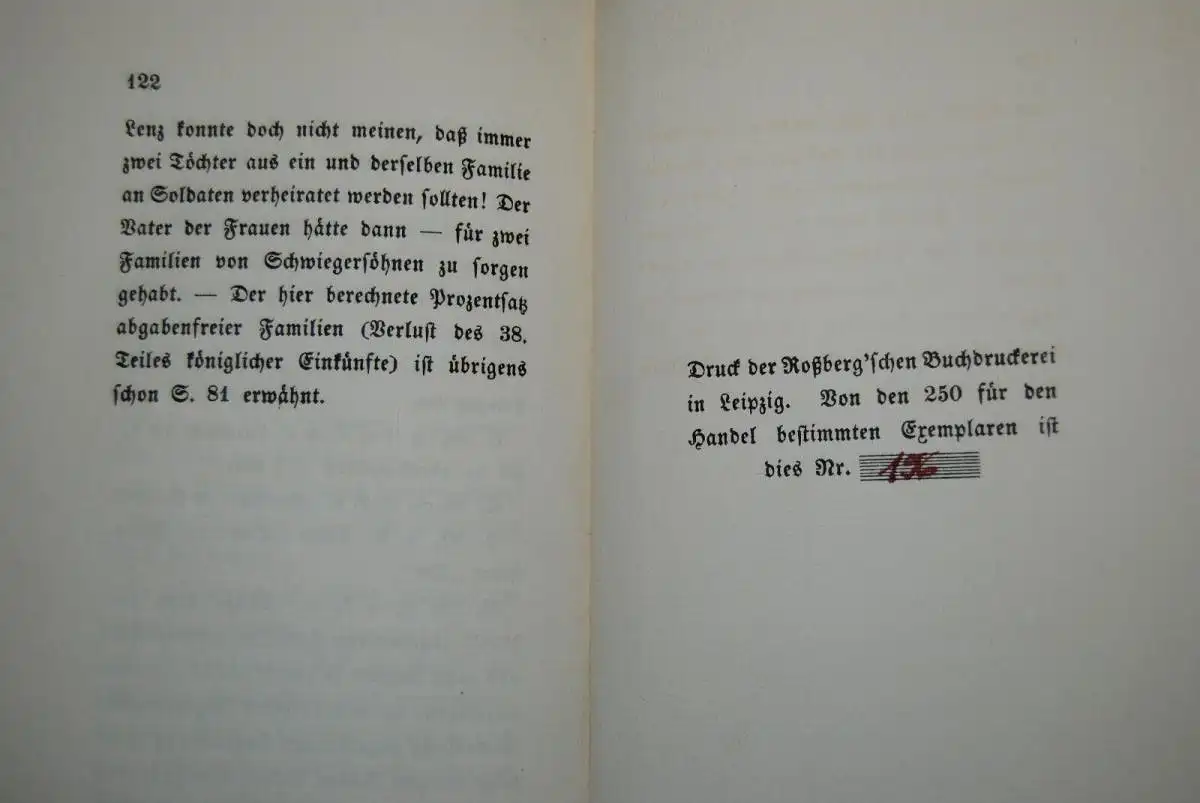 122
Lenz konnte doch nicht meinen, daß immer
zwei Töchter aus ein und derselben Familie
an Soldaten verheiratet werden sollten! Der
Vater der Frauen hätte dann — für zwei
Familien von Schwiegersöhnen zu sorgen
gehabt. — Der hier berechnete Prozentsatz
abgabenfreier Familien (Verlust des 38.
Teiles königlicher Einkünfte) ist übrigens
schon S. 81 erwähnt.
Druck der Roßberg'schen Buchdruckerei
in Leipzig. Von den 250 für den
Handel bestimmten Exemplaren ist
dies Nr.